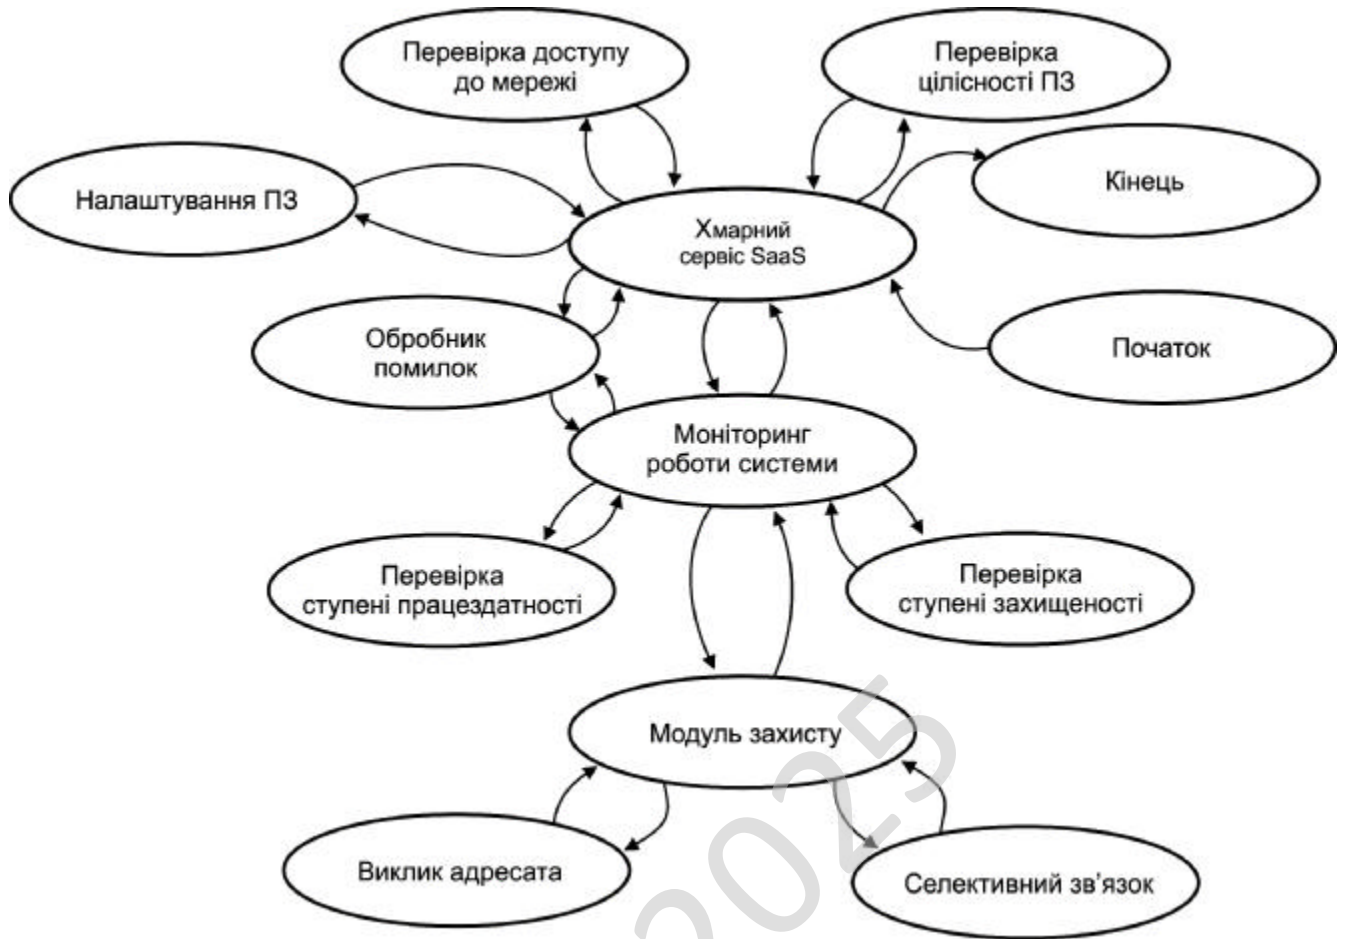 Перевірка доступу
до мережі
Перевірка
цілісності ПЗ
Кінець
Налаштування ПЗ
Хмарний
сервіс SaaS
Обробник
помилок
Початок
Моніторинг
роботи системи
Перевірка
ступені працездатності
Перевірка
ступені захищеності
Модуль захисту
Виклик адресата
Селективний зв'язок
2025